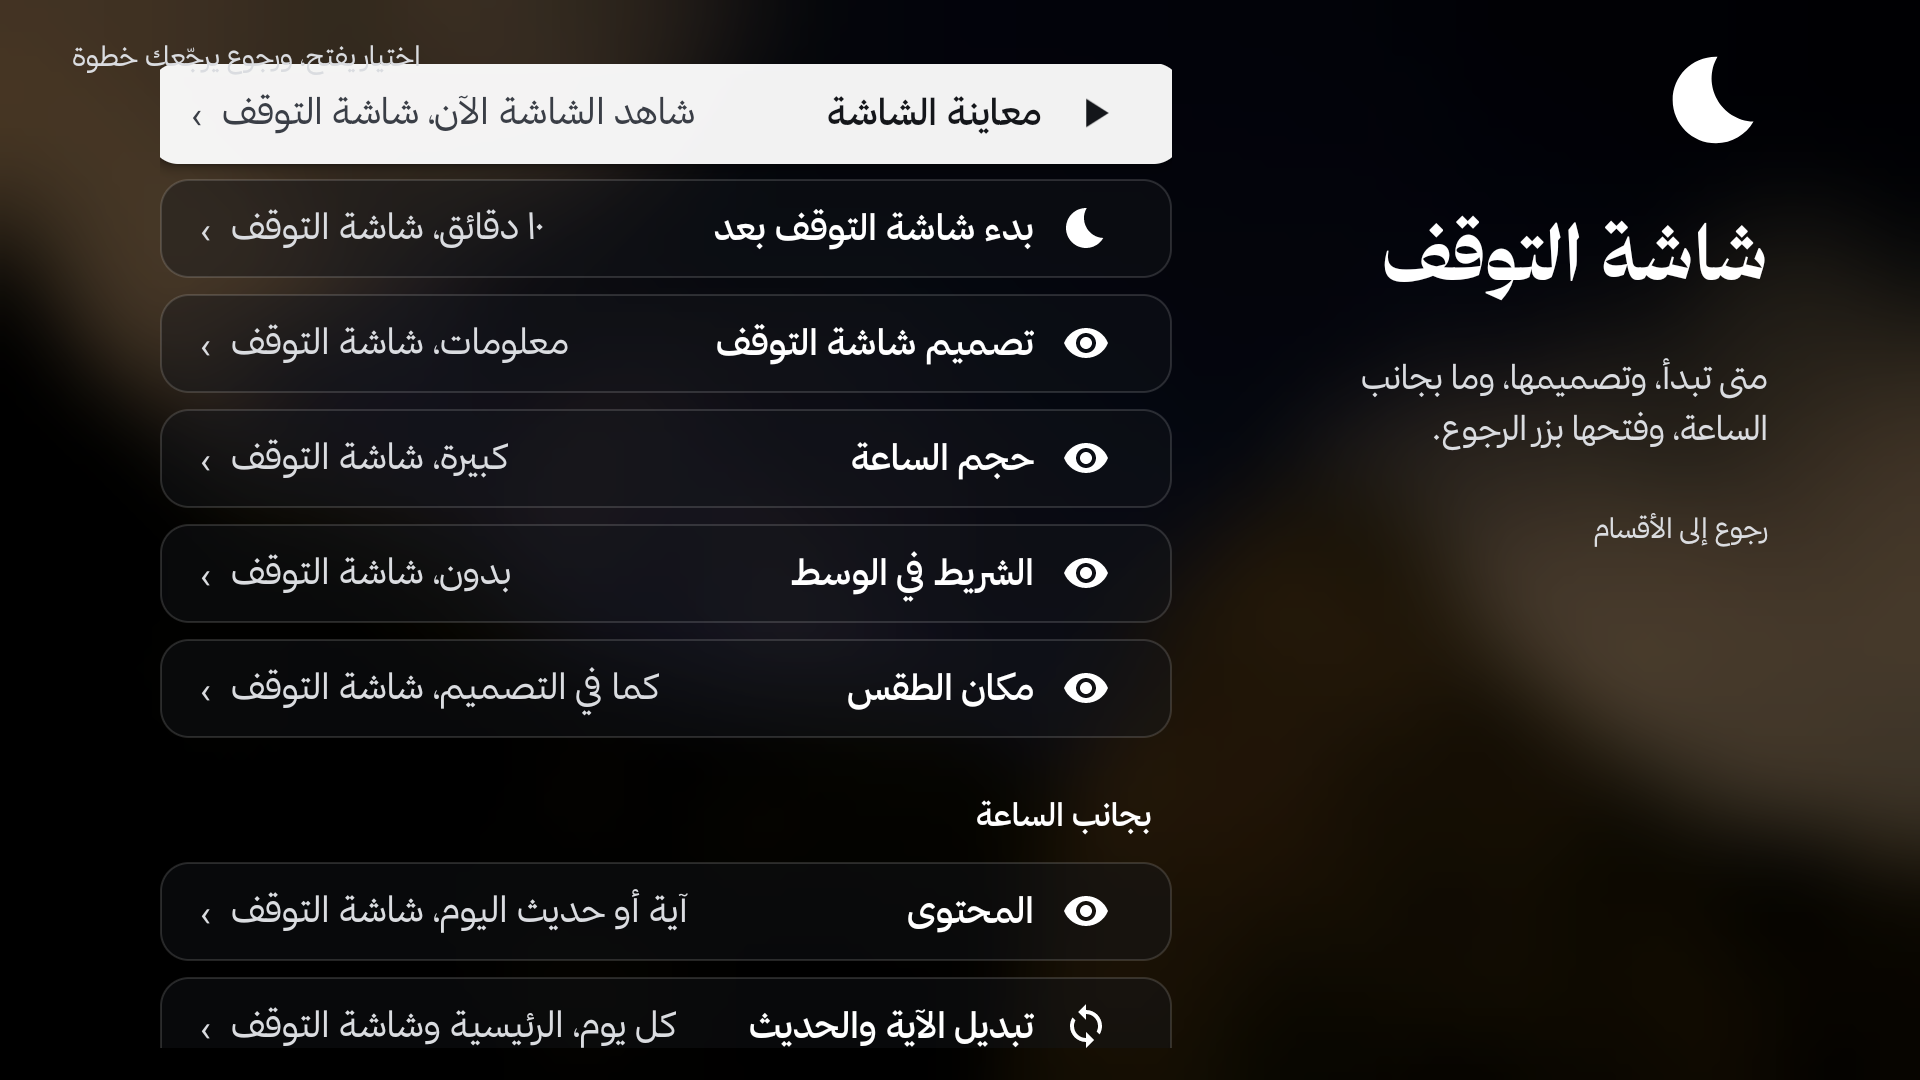 اختيار يفتح، ورجوع يرجّعك خطوة
شاشة التوقف
متى تبدأ، وتصميمها، وما بجانب
الساعة، وفتحها بزر الرجوع.
رجوع إلى الأقسام
معاينة الشاشة شاهد الشاشة الآن، شاشة التوقف ‹
بدء شاشة التوقف بعد ١٠ دقائق، شاشة التوقف ‹
تصميم شاشة التوقف معلومات، شاشة التوقف ‹
حجم الساعة كبيرة، شاشة التوقف ‹
الشريط في الوسط بدون، شاشة التوقف ‹
مكان الطقس كما في التصميم، شاشة التوقف ‹
بجانب الساعة
المحتوى آية أو حديث اليوم، شاشة التوقف ‹
تبديل الآية والحديث كل يوم، الرئيسية وشاشة التوقف ‹